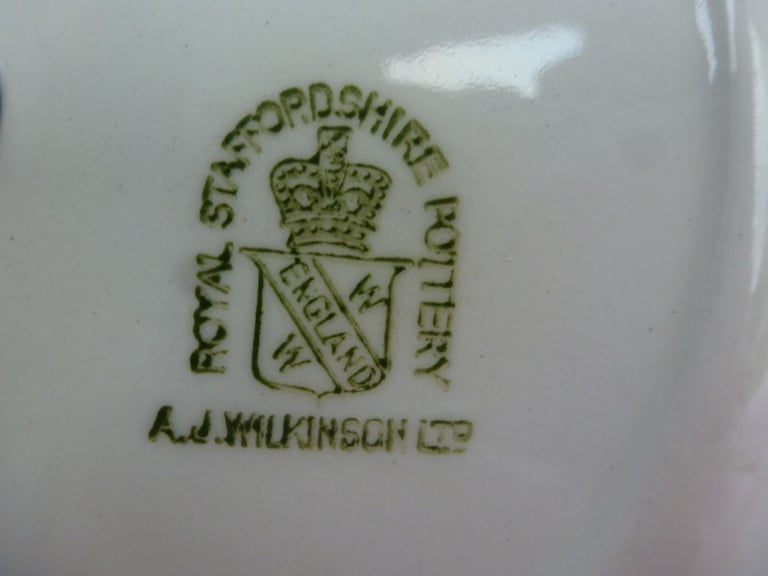 ROYAL STAFFORDSHIRE POTTERY
W
ENGLAND
W
A.J. WILKINSON LTD